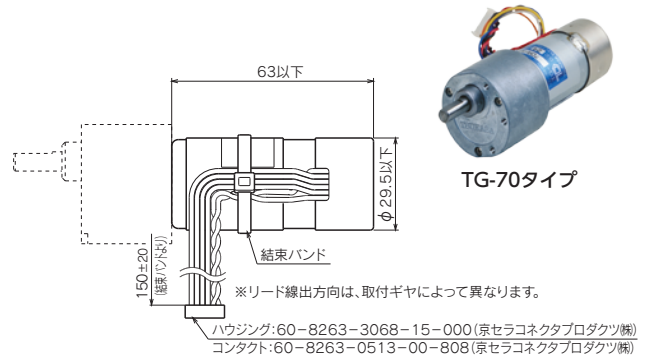 63以下
TG-70タイプ
φ29.5以下
結束バンド
150±20
(結束バンドより)
※リード線出方向は、取付ギヤによって異なります。
ハウジング:60-8263-3068-15-000(京セラコネクタプロダクツ㈱)
コンタクト:60-8263-0513-00-808(京セラコネクタプロダクツ㈱)